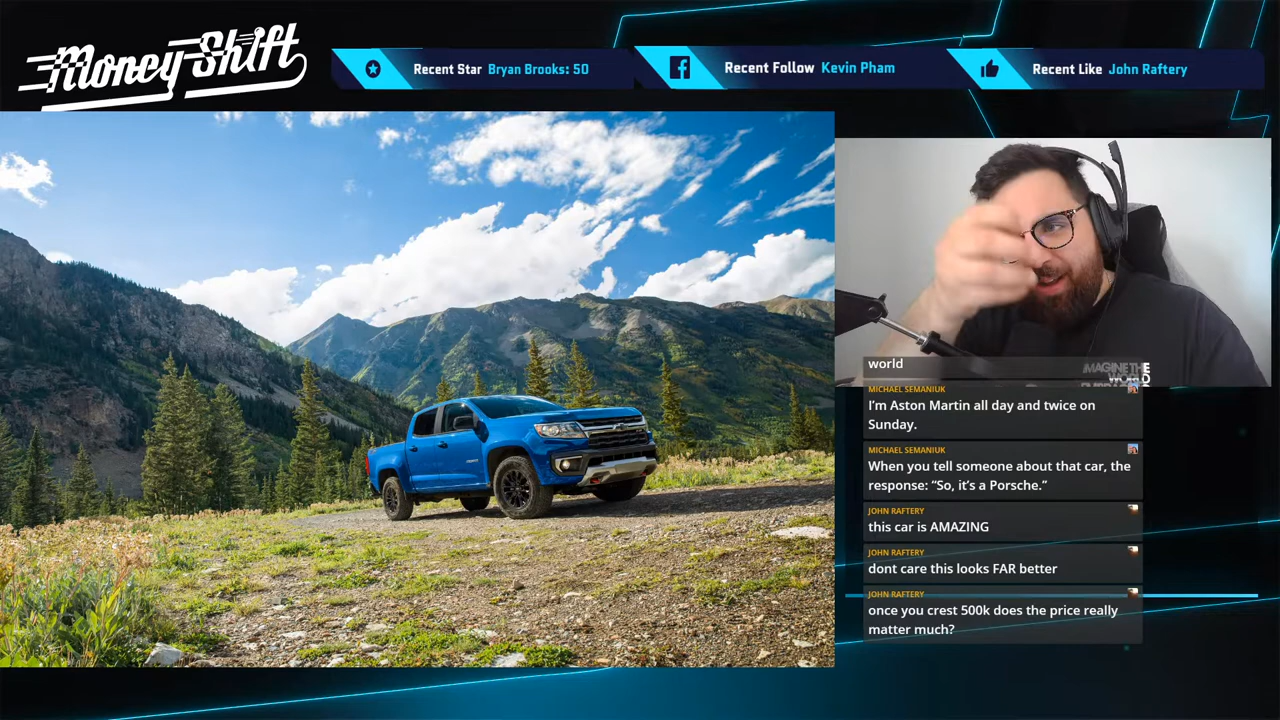 Money Shift
Recent Star Bryan Brooks: 50
Recent Follow Kevin Pham
Recent Like John Raftery
world
IMAGINE THE
WORLD
MICHAEL SEMANIUK
I’m Aston Martin all day and twice on
Sunday.
MICHAEL SEMANIUK
When you tell someone about that car, the
response: “So, it’s a Porsche.”
JOHN RAFTERY
this car is AMAZING
JOHN RAFTERY
dont care this looks FAR better
JOHN RAFTERY
once you crest 500k does the price really
matter much?